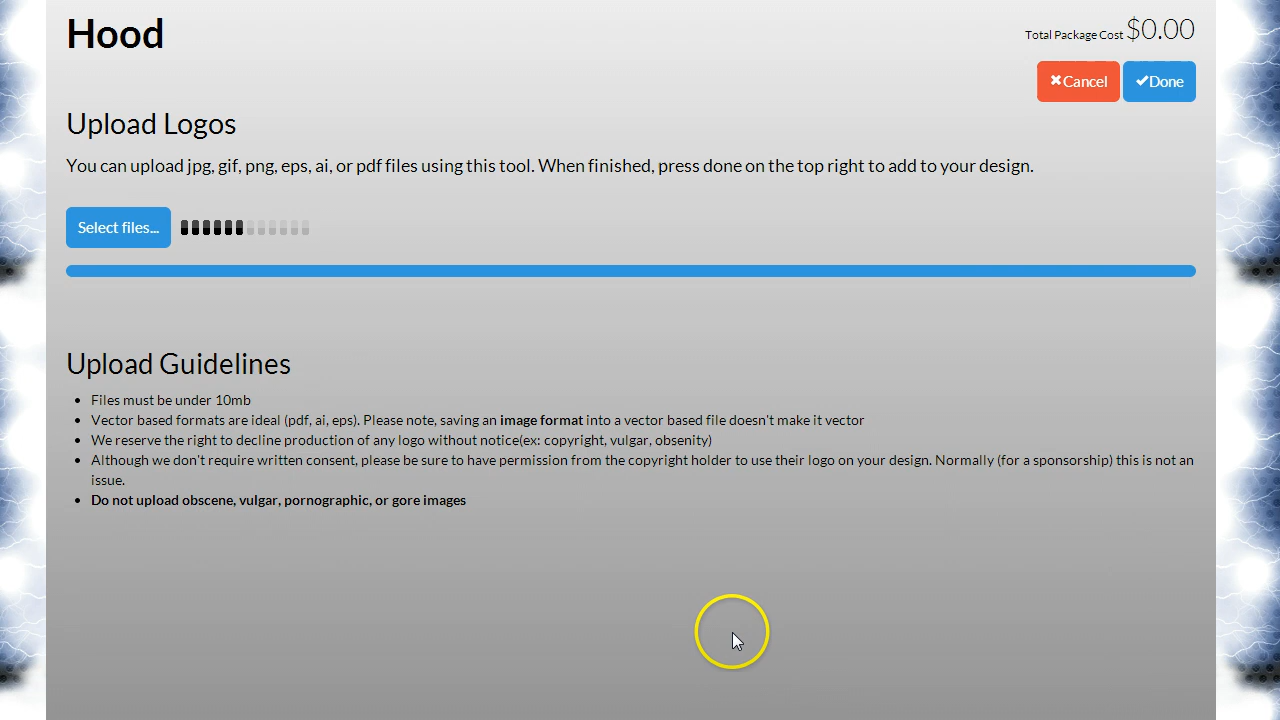 Hood
Total Package Cost $0.00
Cancel Done
Upload Logos
You can upload jpg, gif, png, eps, ai, or pdf files using this tool. When finished, press done on the top right to add to your design.
Select files...
Upload Guidelines
Files must be under 10mb
Vector based formats are ideal (pdf, ai, eps). Please note, saving an image format into a vector based file doesn't make it vector
We reserve the right to decline production of any logo without notice(ex: copyright, vulgar, obsenity)
Although we don't require written consent, please be sure to have permission from the copyright holder to use their logo on your design. Normally (for a sponsorship) this is not an
issue.
Do not upload obscene, vulgar, pornographic, or gore images